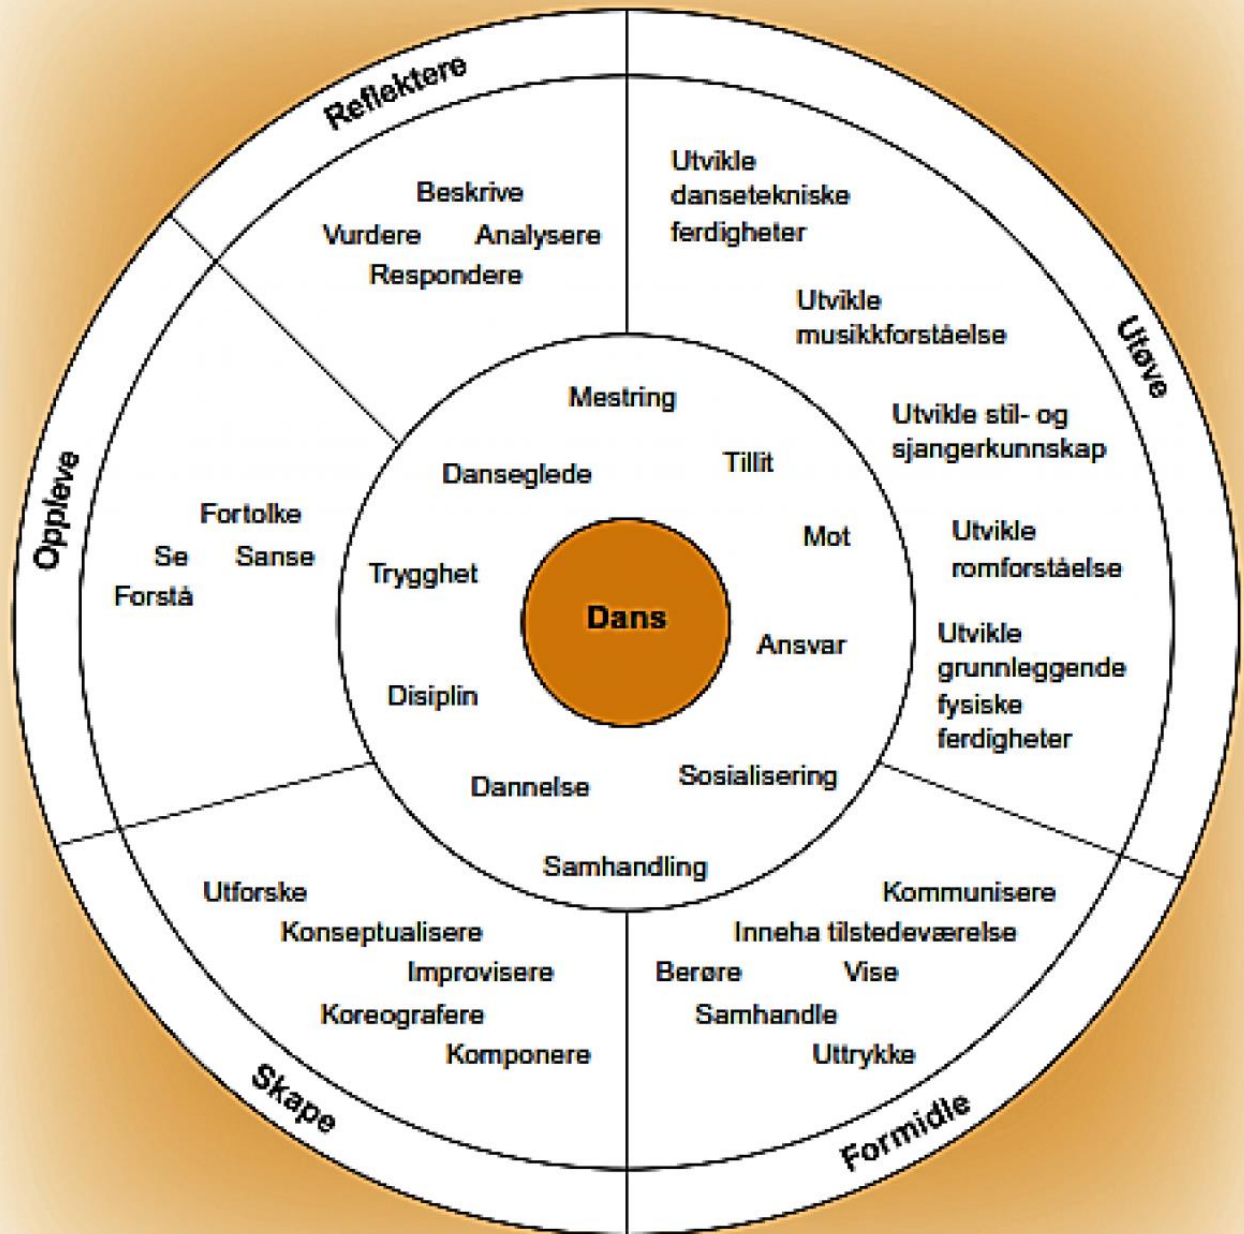 Reflektere
Beskrive
Vurdere Analysere
Respondere
Utøve
Utvikle
dansetekniske
ferdigheter
Utvikle
musikkforståelse
Utvikle stil- og
sjangerkunnskap
Utvikle
romforståelse
Utvikle
grunnleggende
fysiske
ferdigheter
Oppleve
Fortolke
Se Sanse
Forstå
Mestring
Danseglede
Tillit
Mot
Trygghet
Dans
Ansvar
Disiplin
Dannelse
Sosialisering
Samhandling
Skape
Utforske
Konseptualisere
Improvisere
Koreografere
Komponere
Formidle
Kommunisere
Inneha tilstedeværelse
Berøre Vise
Samhandle
Uttrykke